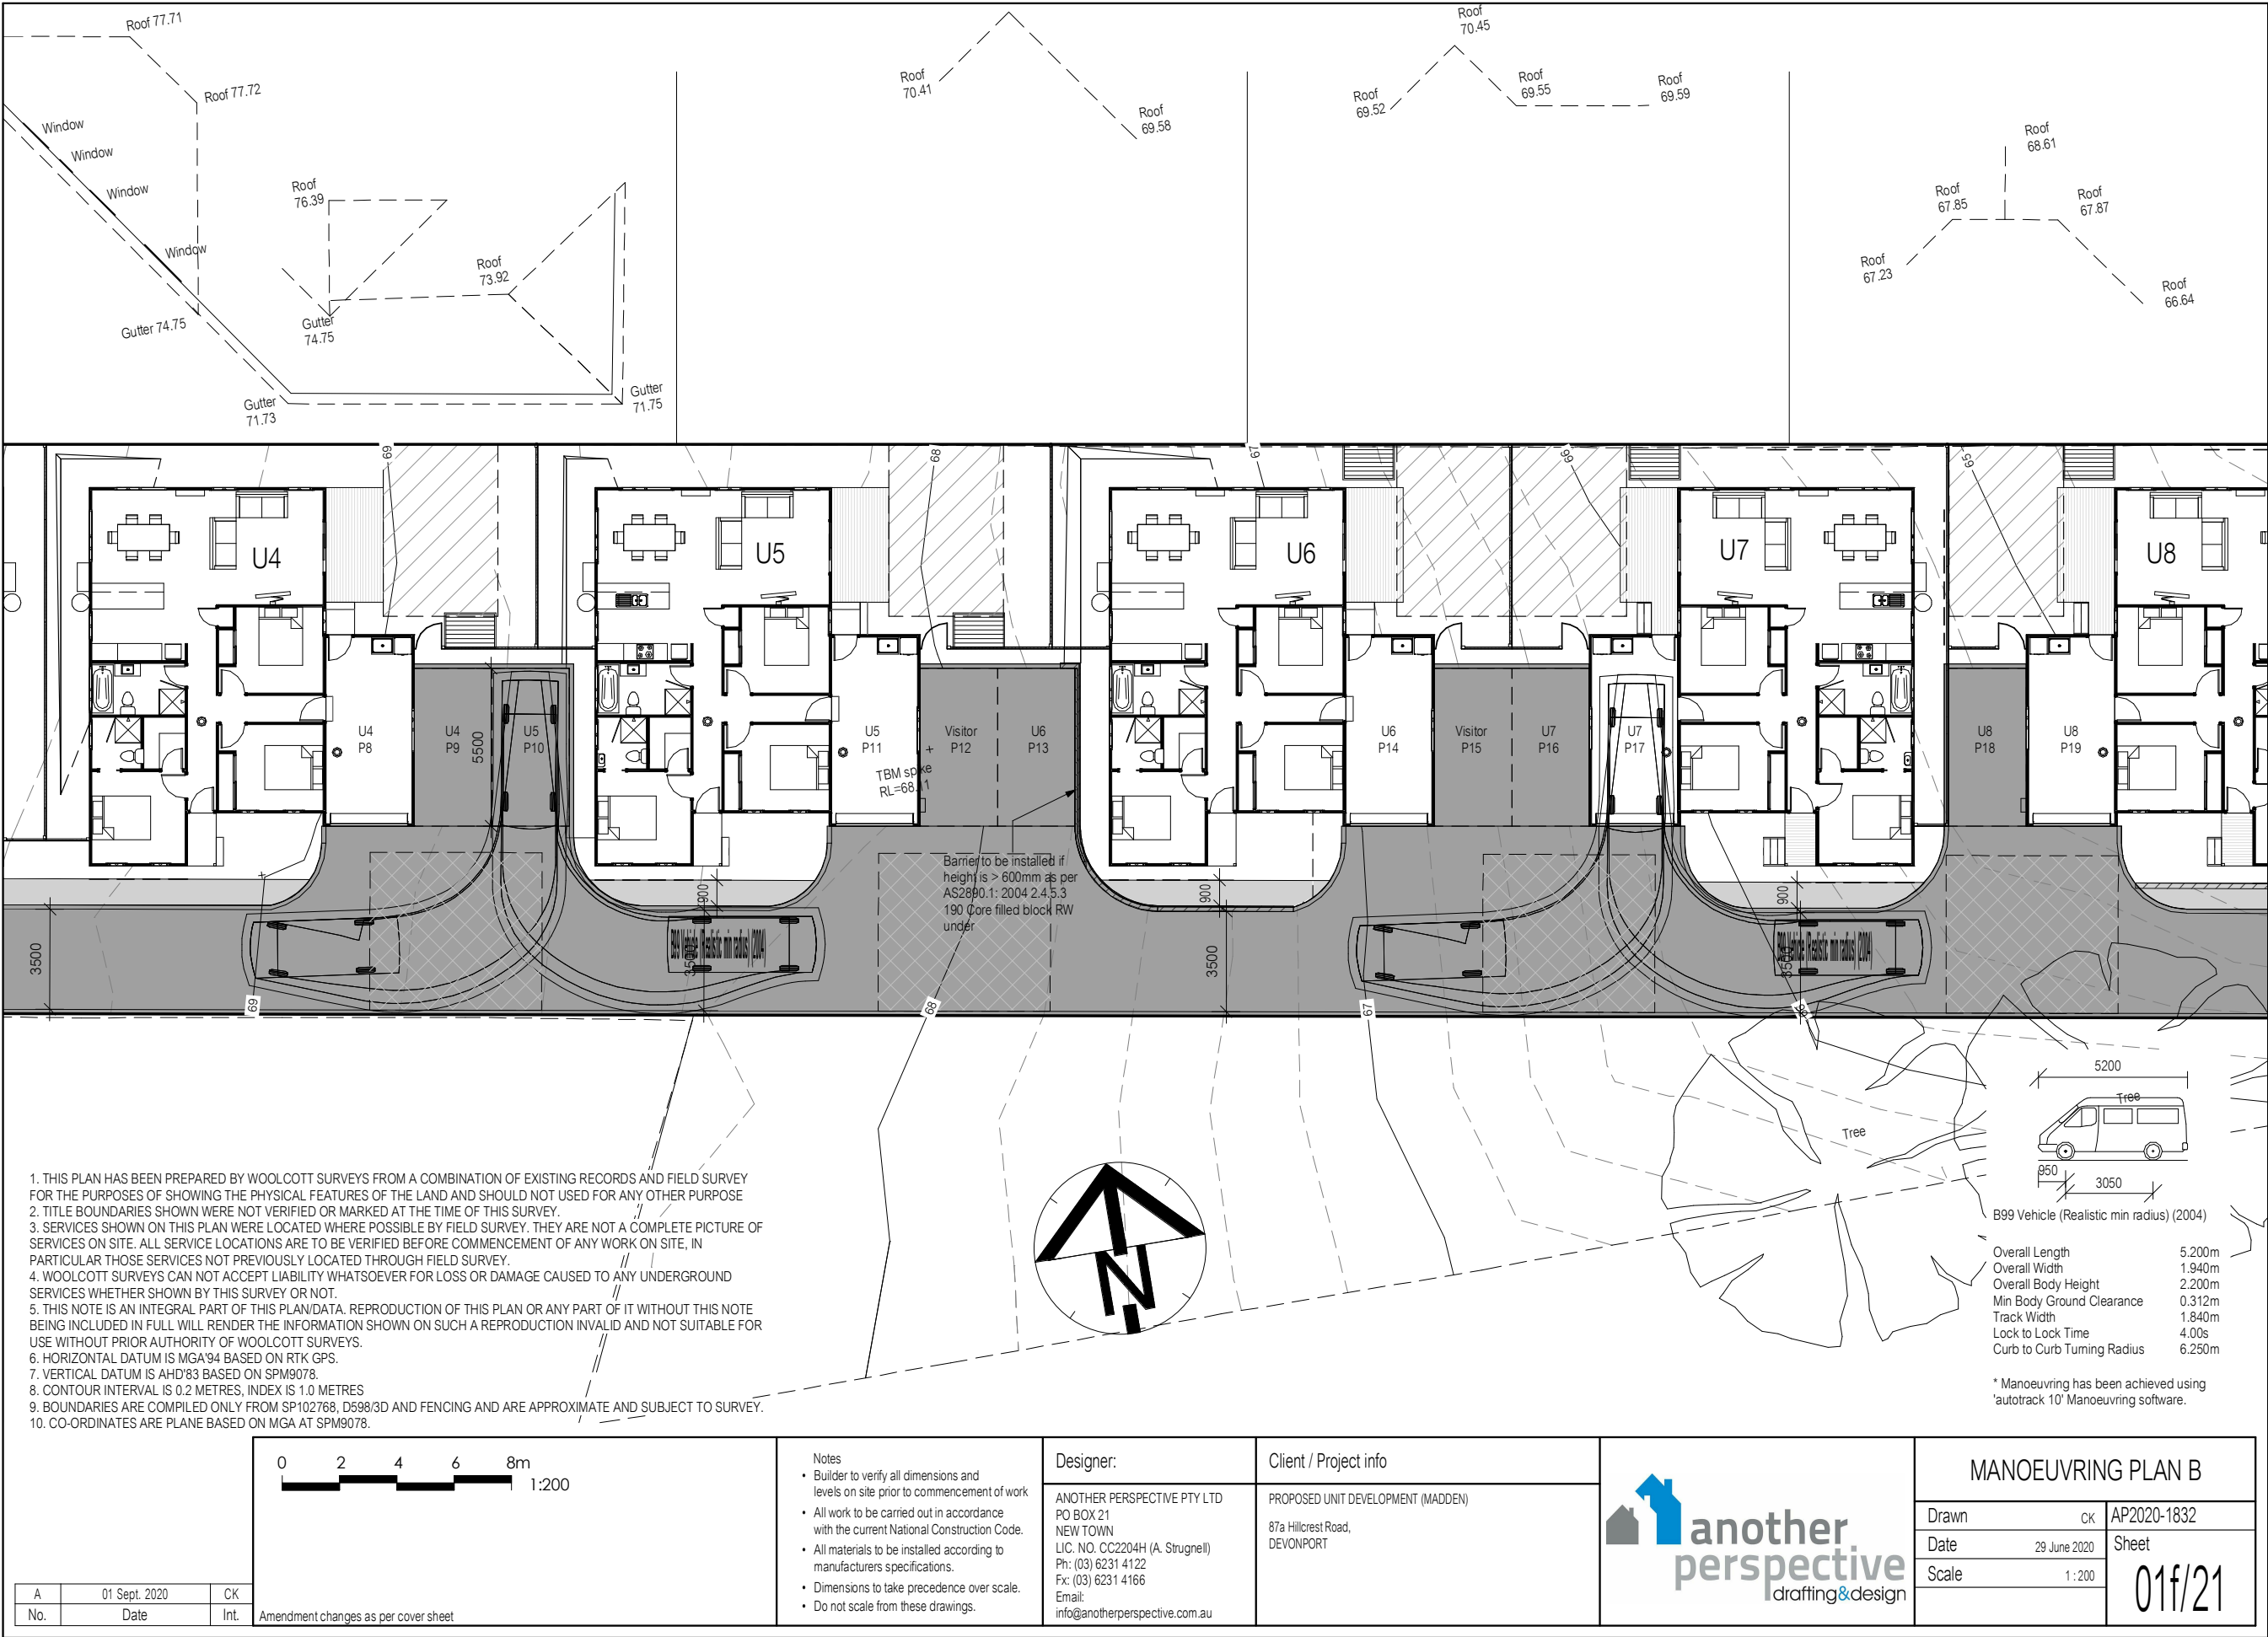 Roof 77.71
Roof 77.72
Window
Window
Window
Window
Roof
76.39
Roof
73.92
Gutter 74.75
Gutter
74.75
Gutter
71.73
Gutter
71.75
Roof
70.41
Roof
69.58
Roof
70.45
Roof
69.52
Roof
69.55
Roof
69.59
Roof
68.61
Roof
67.85
Roof
67.87
Roof
67.23
Roof
66.64
69
68
67
66
65
U4
U5
U6
U7
U8
U4
P8
U4
P9
5500
U5
P10
U5
P11
Visitor
P12
U6
P13
U6
P14
Visitor
P15
U7
P16
U7
P17
U8
P18
U8
P19
TBM spike
RL=68.11
Barrier to be installed if
height is > 600mm as per
AS2890.1: 2004 2.4.5.3
190 Core filled block RW
under
900
900
900
3500
3500
3500
3500
B99 Vehicle (Realistic min radius) (2004)
B99 Vehicle (Realistic min radius) (2004)
69
68
67
Tree
Tree
5200
950
3050
B99 Vehicle (Realistic min radius) (2004)
Overall Length 5.200m
Overall Width 1.940m
Overall Body Height 2.200m
Min Body Ground Clearance 0.312m
Track Width 1.840m
Lock to Lock Time 4.00s
Curb to Curb Turning Radius 6.250m
* Manoeuvring has been achieved using
'autotrack 10' Manoeuvring software.
1. THIS PLAN HAS BEEN PREPARED BY WOOLCOTT SURVEYS FROM A COMBINATION OF EXISTING RECORDS AND FIELD SURVEY
FOR THE PURPOSES OF SHOWING THE PHYSICAL FEATURES OF THE LAND AND SHOULD NOT USED FOR ANY OTHER PURPOSE
2. TITLE BOUNDARIES SHOWN WERE NOT VERIFIED OR MARKED AT THE TIME OF THIS SURVEY.
3. SERVICES SHOWN ON THIS PLAN WERE LOCATED WHERE POSSIBLE BY FIELD SURVEY. THEY ARE NOT A COMPLETE PICTURE OF
SERVICES ON SITE. ALL SERVICE LOCATIONS ARE TO BE VERIFIED BEFORE COMMENCEMENT OF ANY WORK ON SITE, IN
PARTICULAR THOSE SERVICES NOT PREVIOUSLY LOCATED THROUGH FIELD SURVEY.
4. WOOLCOTT SURVEYS CAN NOT ACCEPT LIABILITY WHATSOEVER FOR LOSS OR DAMAGE CAUSED TO ANY UNDERGROUND
SERVICES WHETHER SHOWN BY THIS SURVEY OR NOT.
5. THIS NOTE IS AN INTEGRAL PART OF THIS PLAN/DATA. REPRODUCTION OF THIS PLAN OR ANY PART OF IT WITHOUT THIS NOTE
BEING INCLUDED IN FULL WILL RENDER THE INFORMATION SHOWN ON SUCH A REPRODUCTION INVALID AND NOT SUITABLE FOR
USE WITHOUT PRIOR AUTHORITY OF WOOLCOTT SURVEYS.
6. HORIZONTAL DATUM IS MGA'94 BASED ON RTK GPS.
7. VERTICAL DATUM IS AHD'83 BASED ON SPM9078.
8. CONTOUR INTERVAL IS 0.2 METRES, INDEX IS 1.0 METRES
9. BOUNDARIES ARE COMPILED ONLY FROM SP102768, D598/3D AND FENCING AND ARE APPROXIMATE AND SUBJECT TO SURVEY.
10. CO-ORDINATES ARE PLANE BASED ON MGA AT SPM9078.
N
0 2 4 6 8m
1:200
A 01 Sept. 2020 CK
No. Date Int.
Amendment changes as per cover sheet
Notes
• Builder to verify all dimensions and
levels on site prior to commencement of work
• All work to be carried out in accordance
with the current National Construction Code.
• All materials to be installed according to
manufacturers specifications.
• Dimensions to take precedence over scale.
• Do not scale from these drawings.
Designer:
ANOTHER PERSPECTIVE PTY LTD
PO BOX 21
NEW TOWN
LIC. NO. CC2204H (A. Strugnell)
Ph: (03) 6231 4122
Fx: (03) 6231 4166
Email:
info@anotherperspective.com.au
Client / Project info
PROPOSED UNIT DEVELOPMENT (MADDEN)
87a Hillcrest Road,
DEVONPORT
another
perspective
drafting&design
MANOEUVRING PLAN B
Drawn CK
AP2020-1832
Date 29 June 2020
Sheet
Scale 1 : 200
01f/21